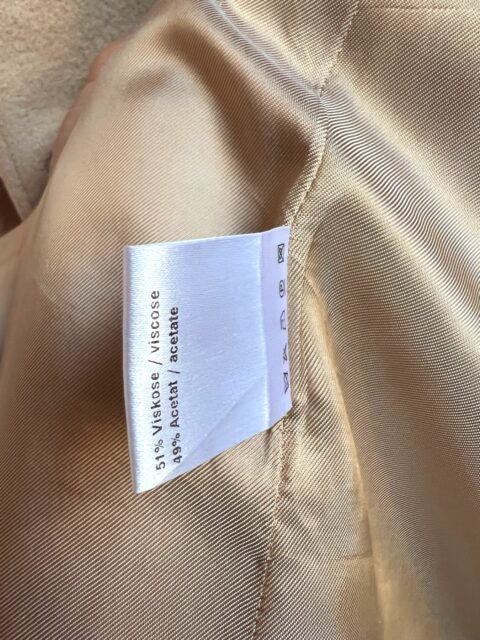 51% Viskose / viscose
49% Acetat / acetate